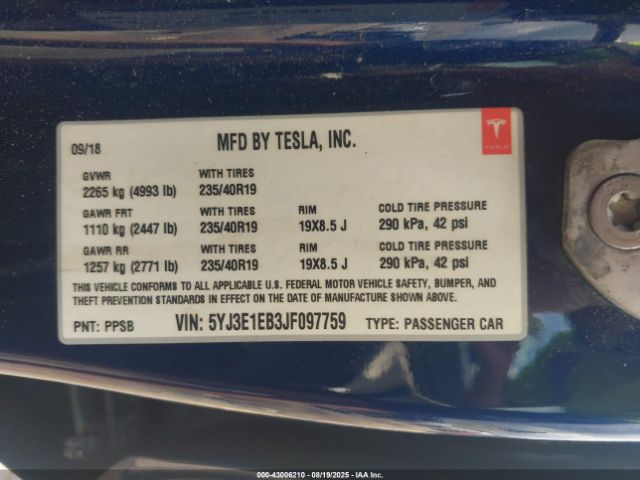 09/18
MFD BY TESLA, INC.
TESLA
GVWR WITH TIRES
2265 kg (4993 lb) 235/40R19
GAWR FRT WITH TIRES RIM COLD TIRE PRESSURE
1110 kg (2447 lb) 235/40R19 19X8.5 J 290 kPa, 42 psi
GAWR RR WITH TIRES RIM COLD TIRE PRESSURE
1257 kg (2771 lb) 235/40R19 19X8.5 J 290 kPa, 42 psi
THIS VEHICLE CONFORMS TO ALL APPLICABLE U.S. FEDERAL MOTOR VEHICLE SAFETY, BUMPER, AND
THEFT PREVENTION STANDARDS IN EFFECT ON THE DATE OF MANUFACTURE SHOWN ABOVE.
PNT: PPSB VIN: 5YJ3E1EB3JF097759 TYPE: PASSENGER CAR
000-43006210 - 08/19/2025 - IAA Inc.